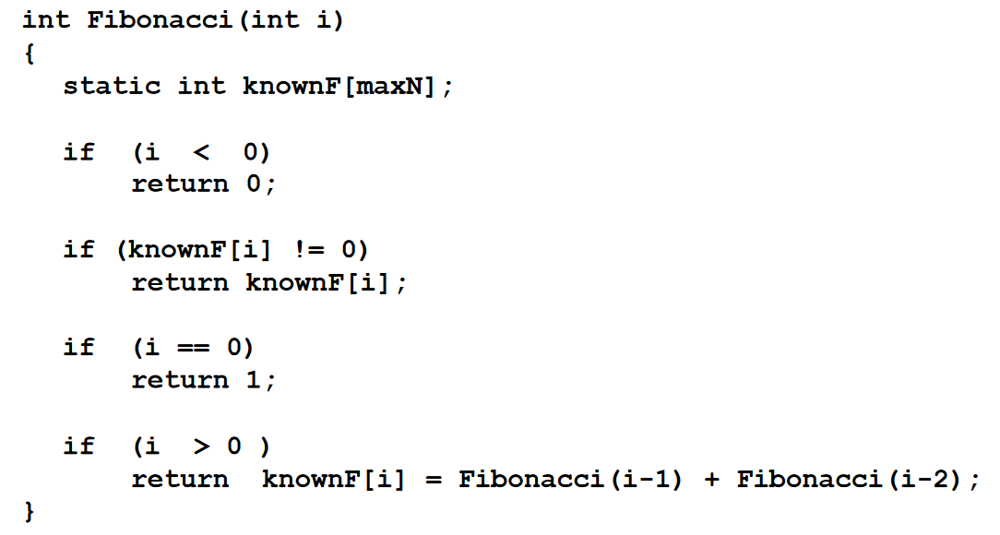 int Fibonacci(int i)
{
static int knownF[maxN];
if (i < 0)
return 0;
if (knownF[i] != 0)
return knownF[i];
if (i == 0)
return 1;
if (i > 0 )
return knownF[i] = Fibonacci(i-1) + Fibonacci(i-2);
}